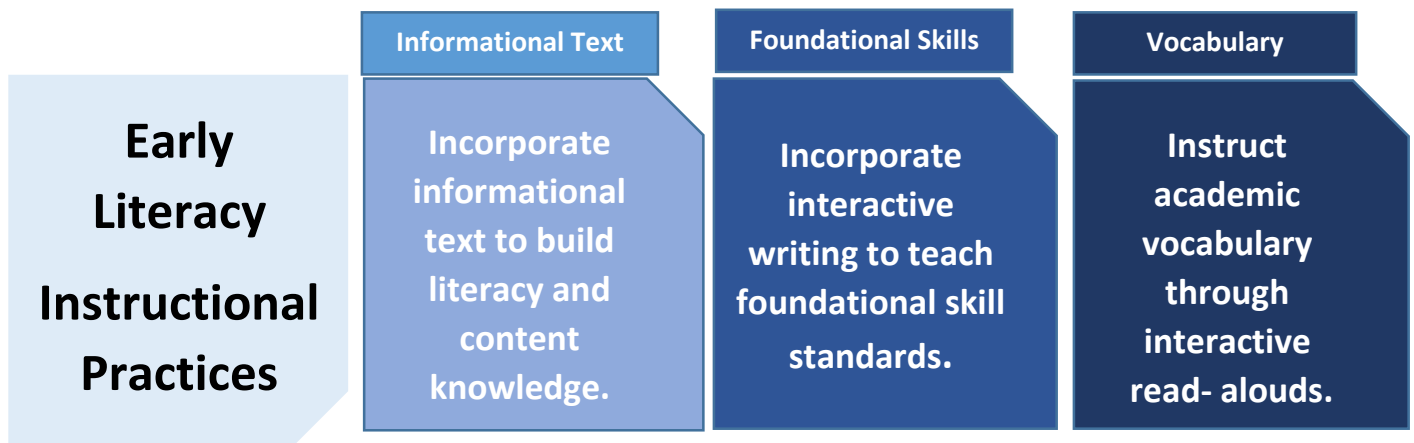 Early
Literacy
Instructional
Practices
Informational Text
Incorporate
informational
text to build
literacy and
content
knowledge.
Foundational Skills
Incorporate
interactive
writing to teach
foundational skill
standards.
Vocabulary
Instruct
academic
vocabulary
through
interactive
read- alouds.